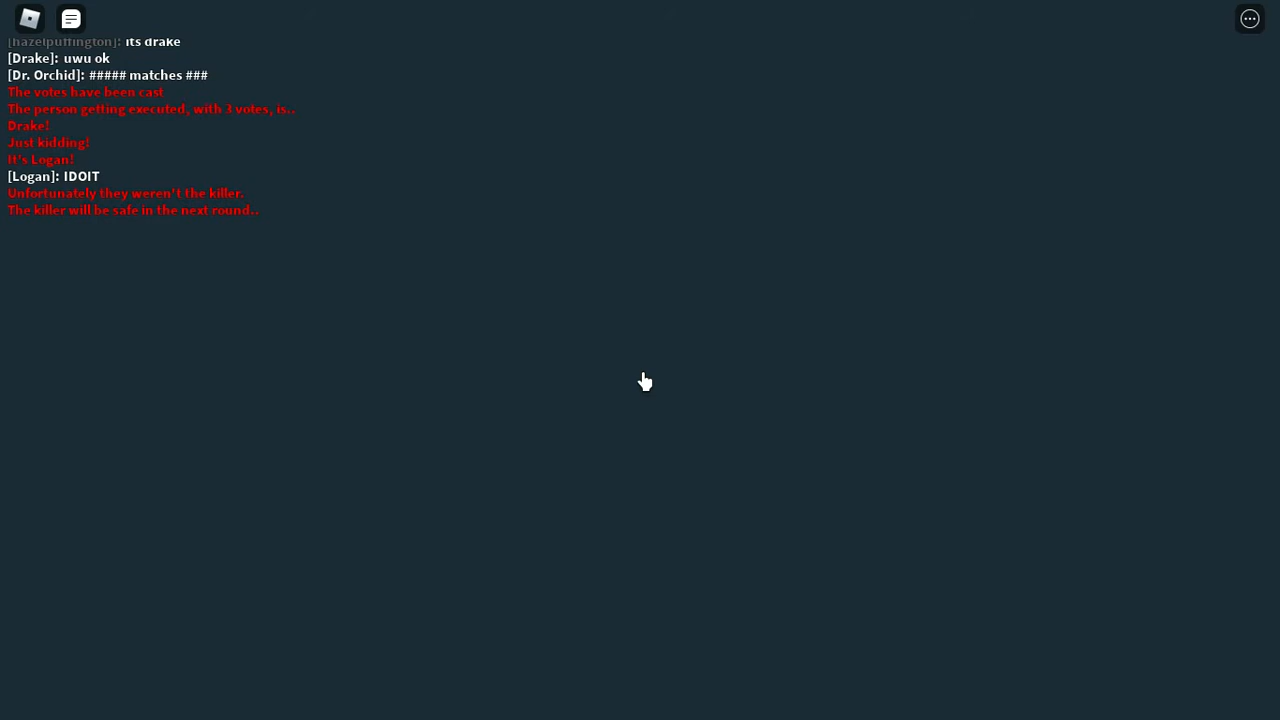 [hazelpuffington]: its drake
[Drake]: uwu ok
[Dr. Orchid]: ##### matches ###
The votes have been cast
The person getting executed, with 3 votes, is..
Drake!
Just kidding!
It's Logan!
[Logan]: IDOIT
Unfortunately they weren't the killer.
The killer will be safe in the next round..